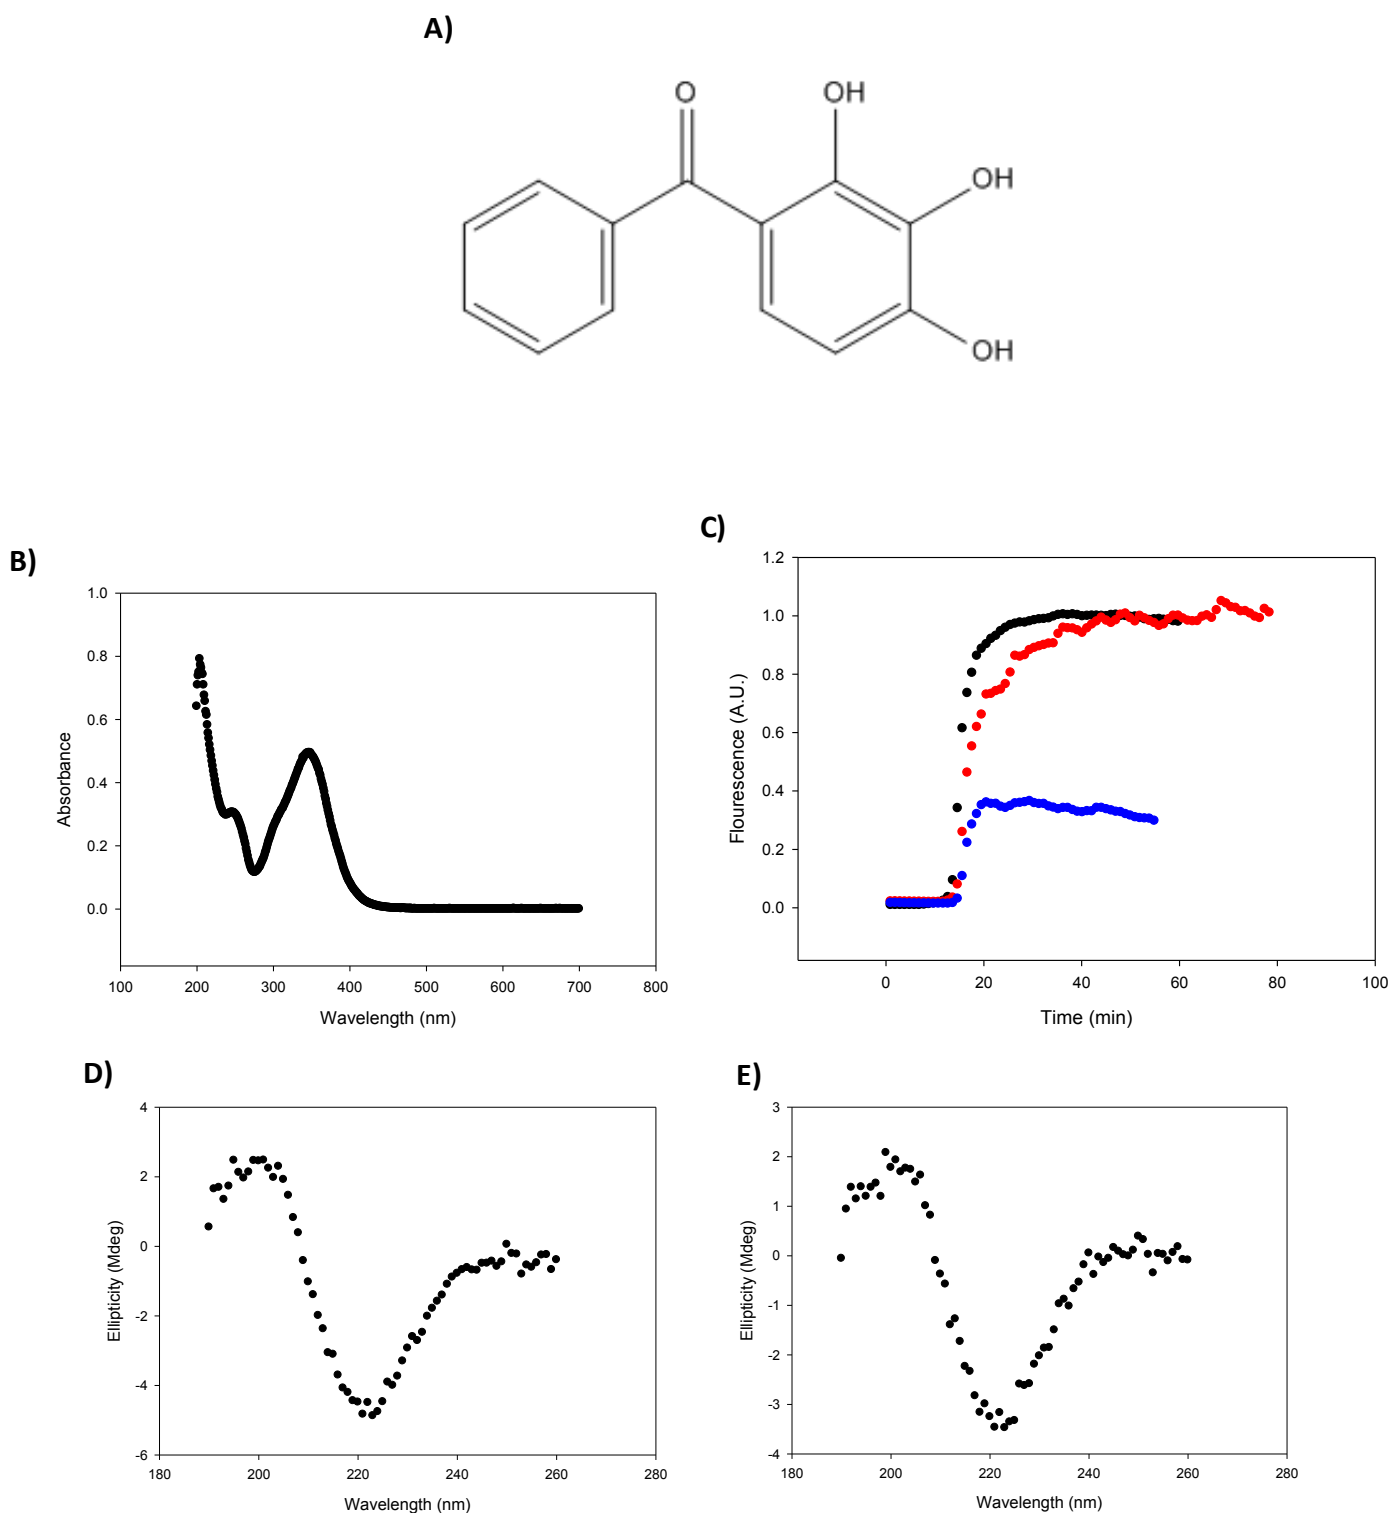 A)
O
OH
OH
OH
B)
1.0
0.8
0.6
0.4
0.2
0.0
Absorbance
100 200 300 400 500 600 700 800
Wavelength (nm)
C)
1.2
1.0
0.8
0.6
0.4
0.2
0.0
Flourescence (A.U.)
0 20 40 60 80 100
Time (min)
D)
4
2
0
-2
-4
-6
Ellipticity (Mdeg)
180 200 220 240 260 280
Wavelength (nm)
E)
3
2
1
0
-1
-2
-3
-4
Ellipticity (Mdeg)
180 200 220 240 260 280
Wavelength (nm)